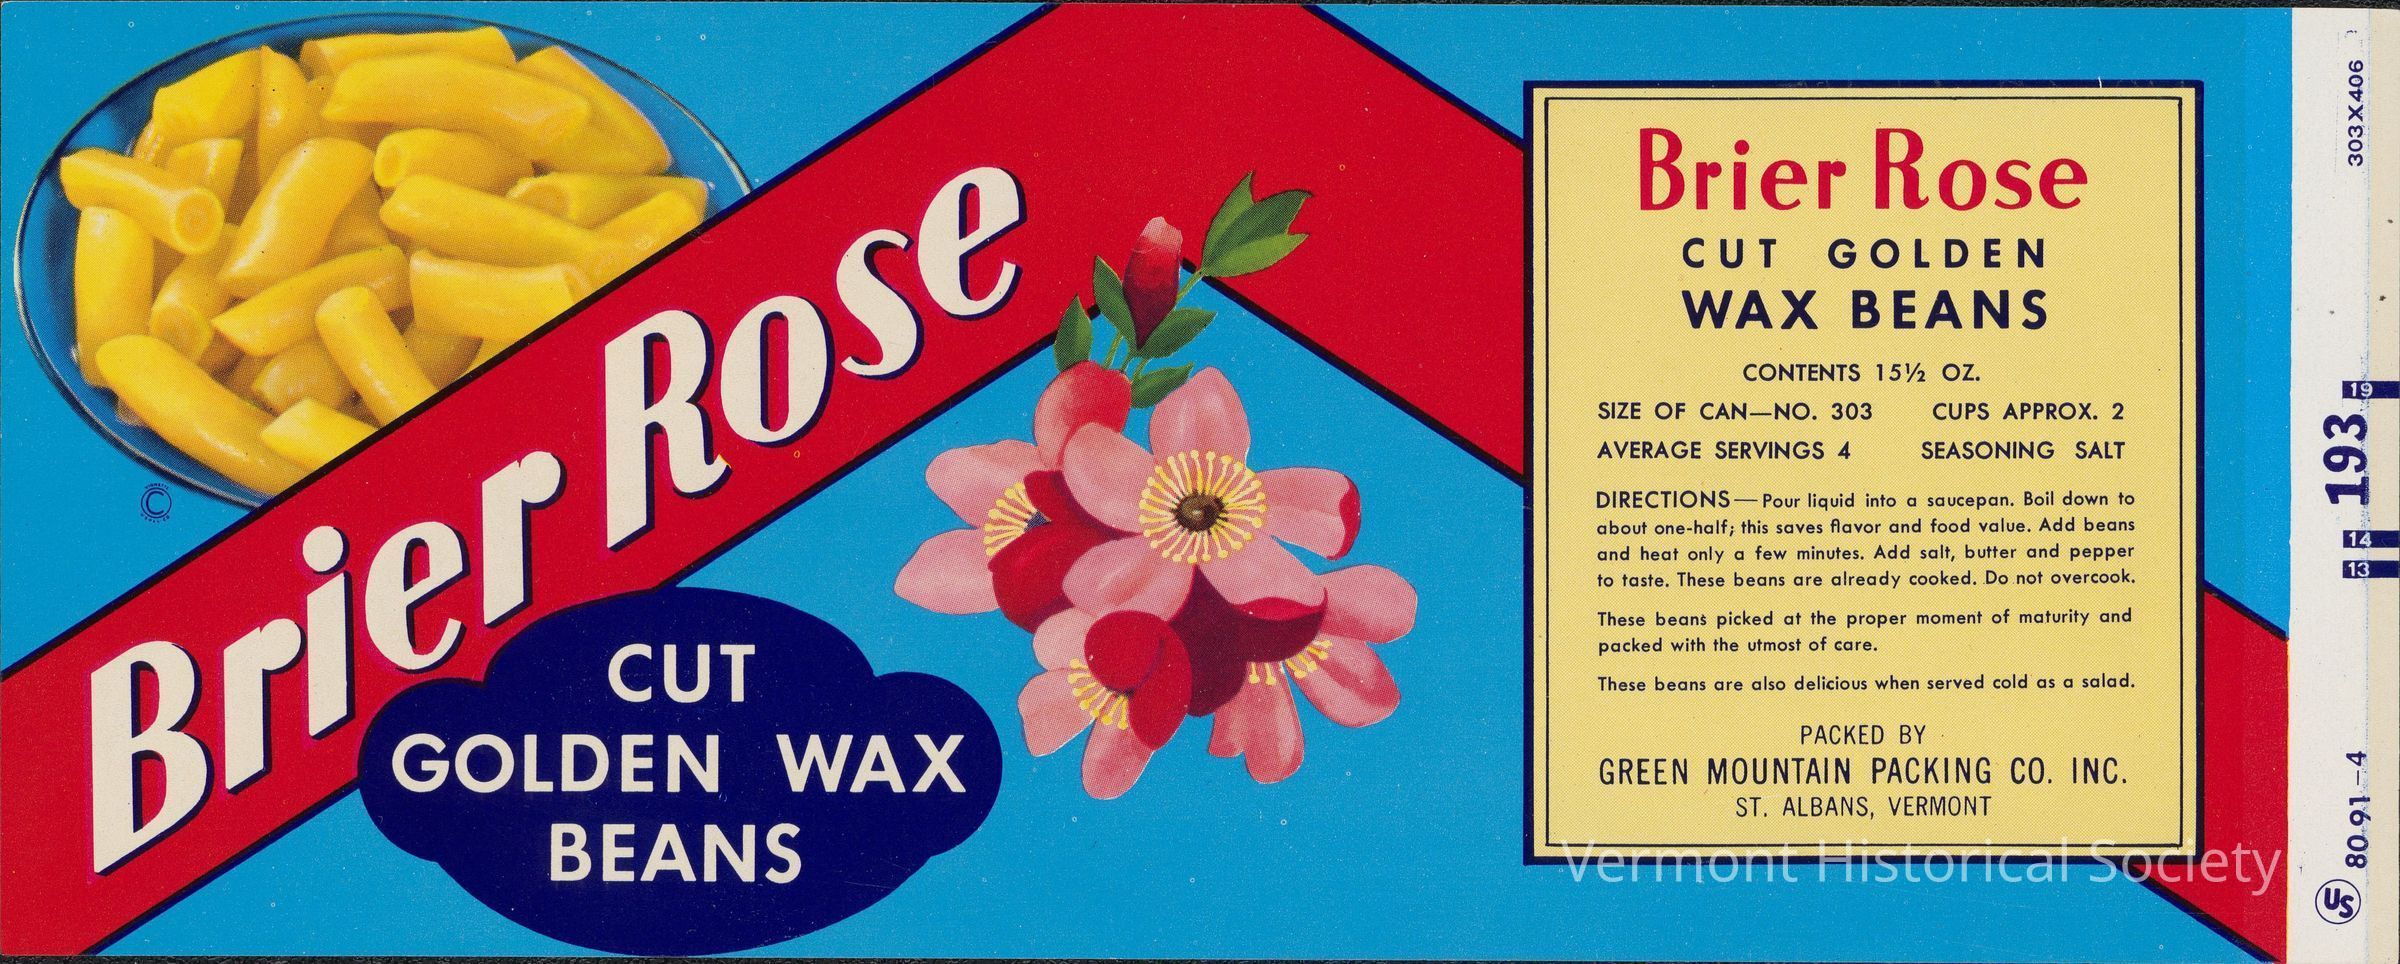 Brier Rose
CUT
GOLDEN WAX
BEANS
Brier Rose
CUT GOLDEN
WAX BEANS
CONTENTS 15½ OZ.
SIZE OF CAN—NO. 303 CUPS APPROX. 2
AVERAGE SERVINGS 4 SEASONING SALT
DIRECTIONS—Pour liquid into a saucepan. Boil down to
about one-half; this saves flavor and food value. Add beans
and heat only a few minutes. Add salt, butter and pepper
to taste. These beans are already cooked. Do not overcook.
These beans picked at the proper moment of maturity and
packed with the utmost of care.
These beans are also delicious when served cold as a salad.
PACKED BY
GREEN MOUNTAIN PACKING CO. INC.
ST. ALBANS, VERMONT
Vermont Historical Society
303X406
19
193
14
13
80-91-4
US
©